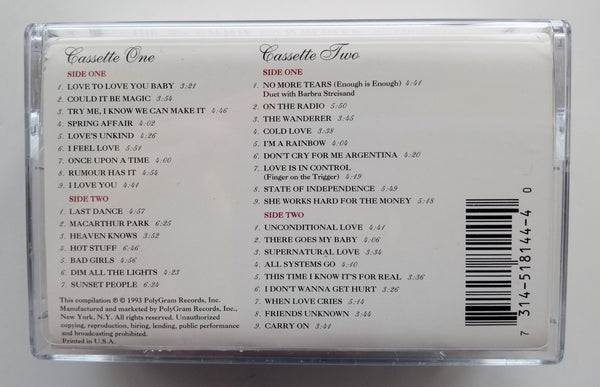 Cassette One
SIDE ONE
1. LOVE TO LOVE YOU BABY 3:21
2. COULD IT BE MAGIC 3:54
3. TRY ME, I KNOW WE CAN MAKE IT 4:46
4. SPRING AFFAIR 4:02
5. LOVE'S UNKIND 4:26
6. I FEEL LOVE 5:51
7. ONCE UPON A TIME 4:00
8. RUMOUR HAS IT 4:54
9. I LOVE YOU 4:41
SIDE TWO
1. LAST DANCE 4:57
2. MACARTHUR PARK 6:25
3. HEAVEN KNOWS 3:52
4. HOT STUFF 6:46
5. BAD GIRLS 4:56
6. DIM ALL THE LIGHTS 4:23
7. SUNSET PEOPLE 6:24
This compilation ℗ © 1993 PolyGram Records, Inc.
Manufactured and marketed by PolyGram Records, Inc.,
New York, N.Y. All rights reserved. Unauthorized
copying, reproduction, hiring, lending, public performance
and broadcasting prohibited.
Printed in U.S.A.
Cassette Two
SIDE ONE
1. NO MORE TEARS (Enough is Enough) 4:41
Duet with Barbra Streisand
2. ON THE RADIO 5:50
3. THE WANDERER 3:45
4. COLD LOVE 3:38
5. I'M A RAINBOW 4:04
6. DON'T CRY FOR ME ARGENTINA 4:20
7. LOVE IS IN CONTROL
(Finger on the Trigger) 4:19
8. STATE OF INDEPENDENCE 5:49
9. SHE WORKS HARD FOR THE MONEY 5:18
SIDE TWO
1. UNCONDITIONAL LOVE 4:41
2. THERE GOES MY BABY 4:06
3. SUPERNATURAL LOVE 3:34
4. ALL SYSTEMS GO 4:10
5. THIS TIME I KNOW IT'S FOR REAL 3:36
6. I DON'T WANNA GET HURT 3:26
7. WHEN LOVE CRIES 5:14
8. FRIENDS UNKNOWN 3:44
9. CARRY ON 3:41
7 314-518144-4 0